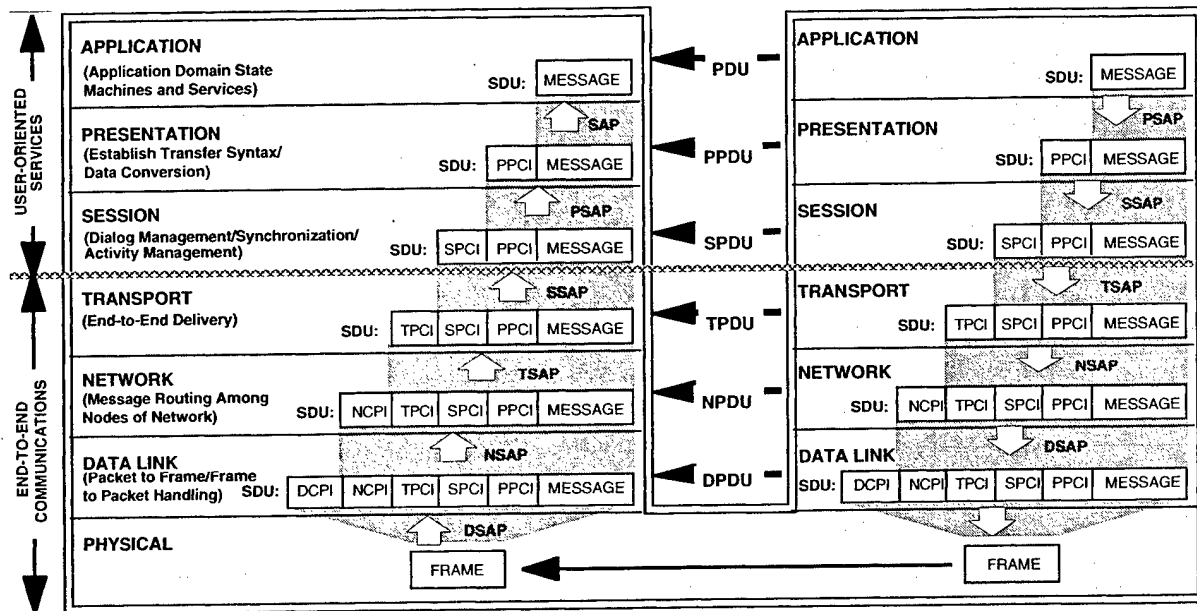 USER-ORIENTED
SERVICES
END-TO-END
COMMUNICATIONS
APPLICATION
(Application Domain State
Machines and Services)
SDU: MESSAGE
SAP
PRESENTATION
(Establish Transfer Syntax/
Data Conversion)
SDU: PPCI MESSAGE
PSAP
SESSION
(Dialog Management/Synchronization/
Activity Management)
SDU: SPCI PPCI MESSAGE
SSAP
TRANSPORT
(End-to-End Delivery)
SDU: TPCI SPCI PPCI MESSAGE
TSAP
NETWORK
(Message Routing Among
Nodes of Network)
SDU: NCPI TPCI SPCI PPCI MESSAGE
NSAP
DATA LINK
(Packet to Frame/Frame
to Packet Handling)
SDU: DCPI NCPI TPCI SPCI PPCI MESSAGE
DSAP
PHYSICAL
FRAME
PDU
PPDU
SPDU
TPDU
NPDU
DPDU
APPLICATION
SDU: MESSAGE
PSAP
PRESENTATION
SDU: PPCI MESSAGE
SSAP
SESSION
SDU: SPCI PPCI MESSAGE
TSAP
TRANSPORT
SDU: TPCI SPCI PPCI MESSAGE
NSAP
NETWORK
SDU: NCPI TPCI SPCI PPCI MESSAGE
DSAP
DATA LINK
SDU: DCPI NCPI TPCI SPCI PPCI MESSAGE
FRAME